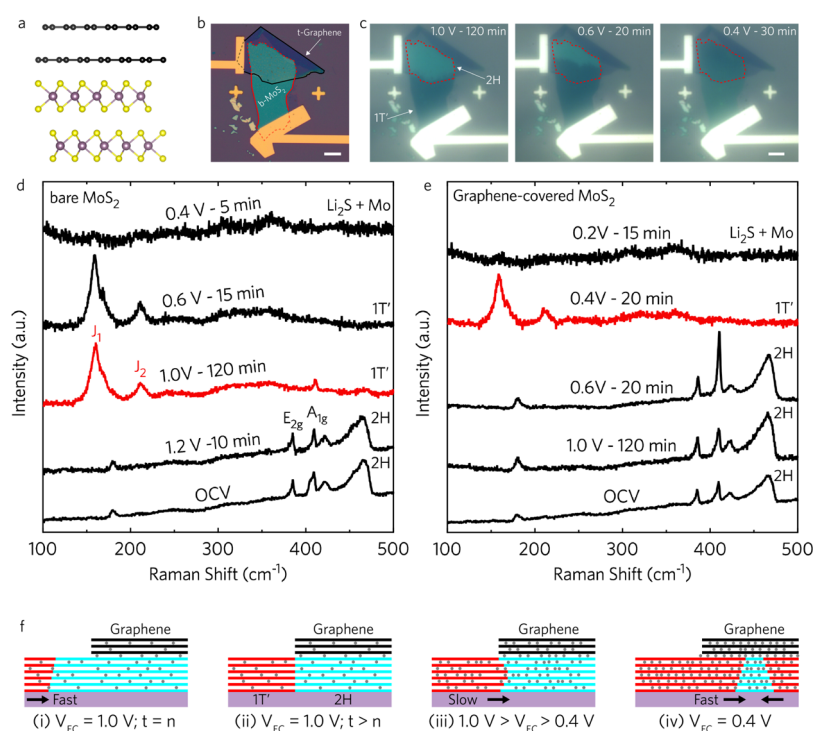 a
b
t-Graphene
b-MoS2
c
1.0 V - 120 min
2H
1T′
0.6 V - 20 min
0.4 V - 30 min
d
bare MoS2
0.4 V - 5 min
Li2S + Mo
0.6 V - 15 min
1T′
J1
J2
1.0V - 120 min
1T′
E2g
A1g
2H
1.2 V -10 min
2H
OCV
100
200
300
400
500
Raman Shift (cm-1)
Intensity (a.u.)
e
Graphene-covered MoS2
0.2V - 15 min
Li2S + Mo
0.4V - 20 min
1T′
0.6V - 20 min
2H
1.0 V - 120 min
2H
OCV
2H
100
200
300
400
500
Raman Shift (cm-1)
Intensity (a.u.)
f
Graphene
Fast
(i) VEC = 1.0 V; t = n
Graphene
1T′
2H
(ii) VEC = 1.0 V; t > n
Graphene
Slow
(iii) 1.0 V > VEC > 0.4 V
Graphene
Fast
(iv) VEC = 0.4 V